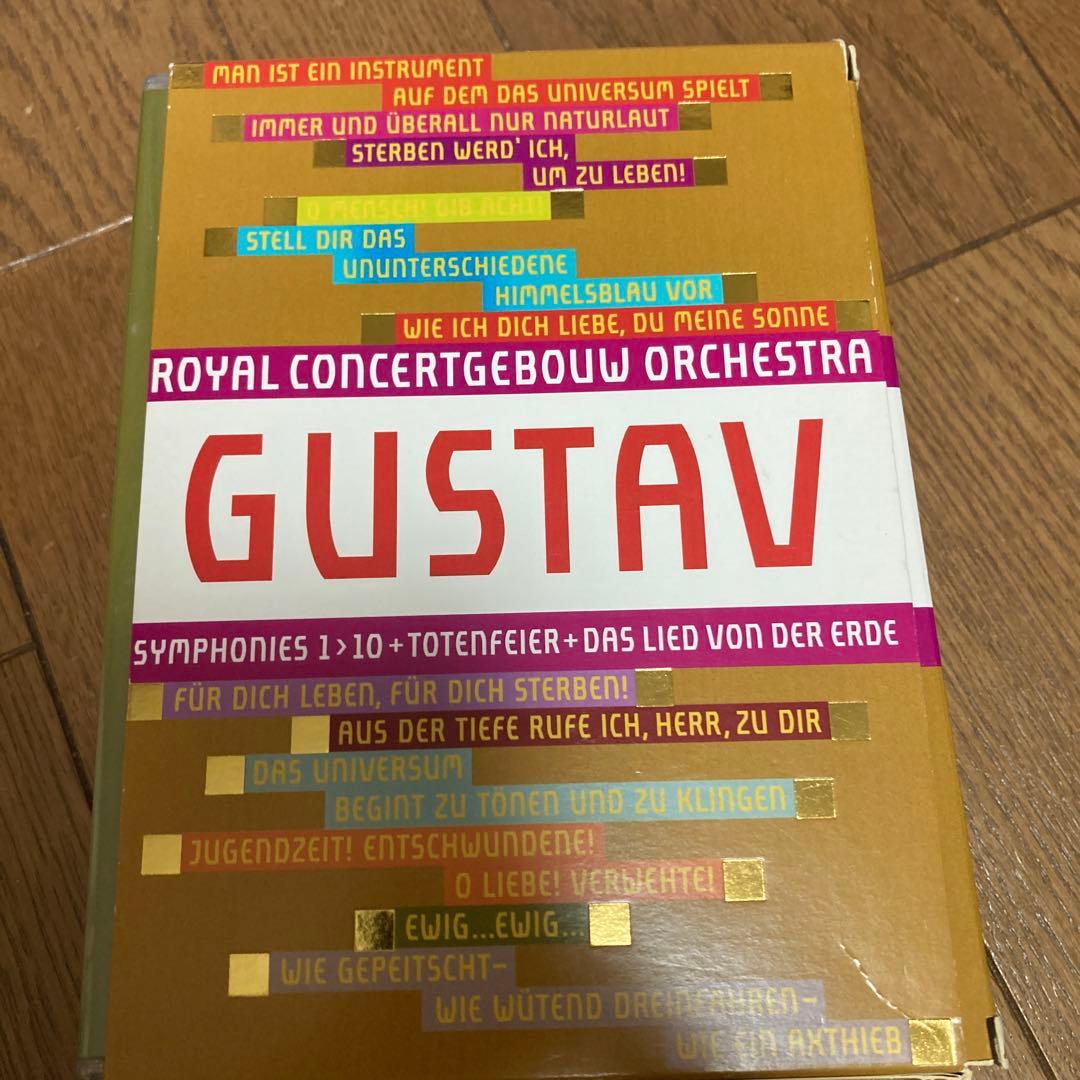 MAN IST EIN INSTRUMENT
AUF DEM DAS UNIVERSUM SPIELT
IMMER UND ÜBERALL NUR NATURLAUT
STERBEN WERD' ICH,
UM ZU LEBEN!
O MENSCH! GIB ACHT!
STELL DIR DAS
UNUNTERSCHIEDENE
HIMMELSBLAU VOR
WIE ICH DICH LIEBE, DU MEINE SONNE
ROYAL CONCERTGEBOUW ORCHESTRA
GUSTAV
SYMPHONIES 1>10 + TOTENFEIER + DAS LIED VON DER ERDE
FÜR DICH LEBEN, FÜR DICH STERBEN!
AUS DER TIEFE RUFE ICH, HERR, ZU DIR
DAS UNIVERSUM
BEGINT ZU TÖNEN UND ZU KLINGEN
JUGENDZEIT! ENTSCHWUNDENE!
O LIEBE! VERWEHTE!
EWIG...EWIG...
WIE GEPEITSCHT-
WIE WÜTEND DREINFAHREN-
WIE EIN AXTHIEB